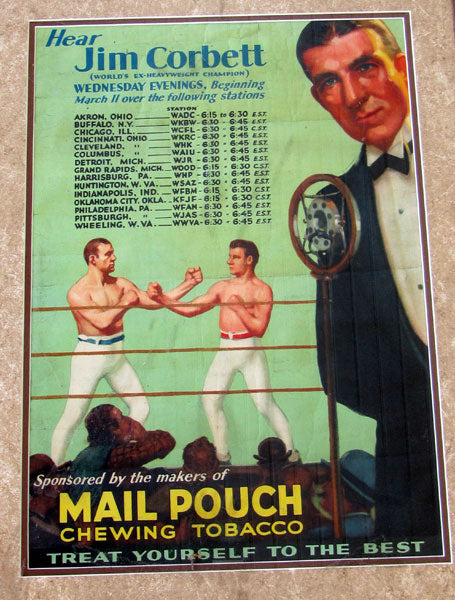 Hear
Jim Corbett
(WORLD'S EX-HEAVYWEIGHT CHAMPION)
WEDNESDAY EVENINGS, Beginning
March 11 over the following stations
STATION
AKRON, OHIO WADC - 6:15 to 6:30 E.S.T.
BUFFALO, N.Y. WKBW - 6:30 - 6:45 E.S.T.
CHICAGO, ILL. WCFL - 6:30 - 6:45 C.S.T.
CINCINNATI, OHIO WKRC - 6:30 - 6:45 E.S.T.
CLEVELAND, " WHK - 6:30 - 6:45 E.S.T.
COLUMBUS, " WAIU - 6:30 - 6:45 E.S.T.
DETROIT, MICH. WJR - 6:30 - 6:45 E.S.T.
GRAND RAPIDS, MICH. WOOD - 6:15 - 6:30 C.S.T.
HARRISBURG, PA. WHP - 6:30 - 6:45 E.S.T.
HUNTINGTON, W. VA. WSAZ - 6:30 - 6:45 E.S.T.
INDIANAPOLIS, IND. WFBM - 6:15 - 6:30 C.S.T.
OKLAHOMA CITY, OKLA. KFJF - 6:15 - 6:30 C.S.T.
PHILADELPHIA, PA. WFAN - 6:30 - 6:45 E.S.T.
PITTSBURGH, " WJAS - 6:30 - 6:45 E.S.T.
WHEELING, W. VA. WWVA - 6:30 - 6:45 E.S.T.
Sponsored by the makers of
MAIL POUCH
CHEWING TOBACCO
TREAT YOURSELF TO THE BEST